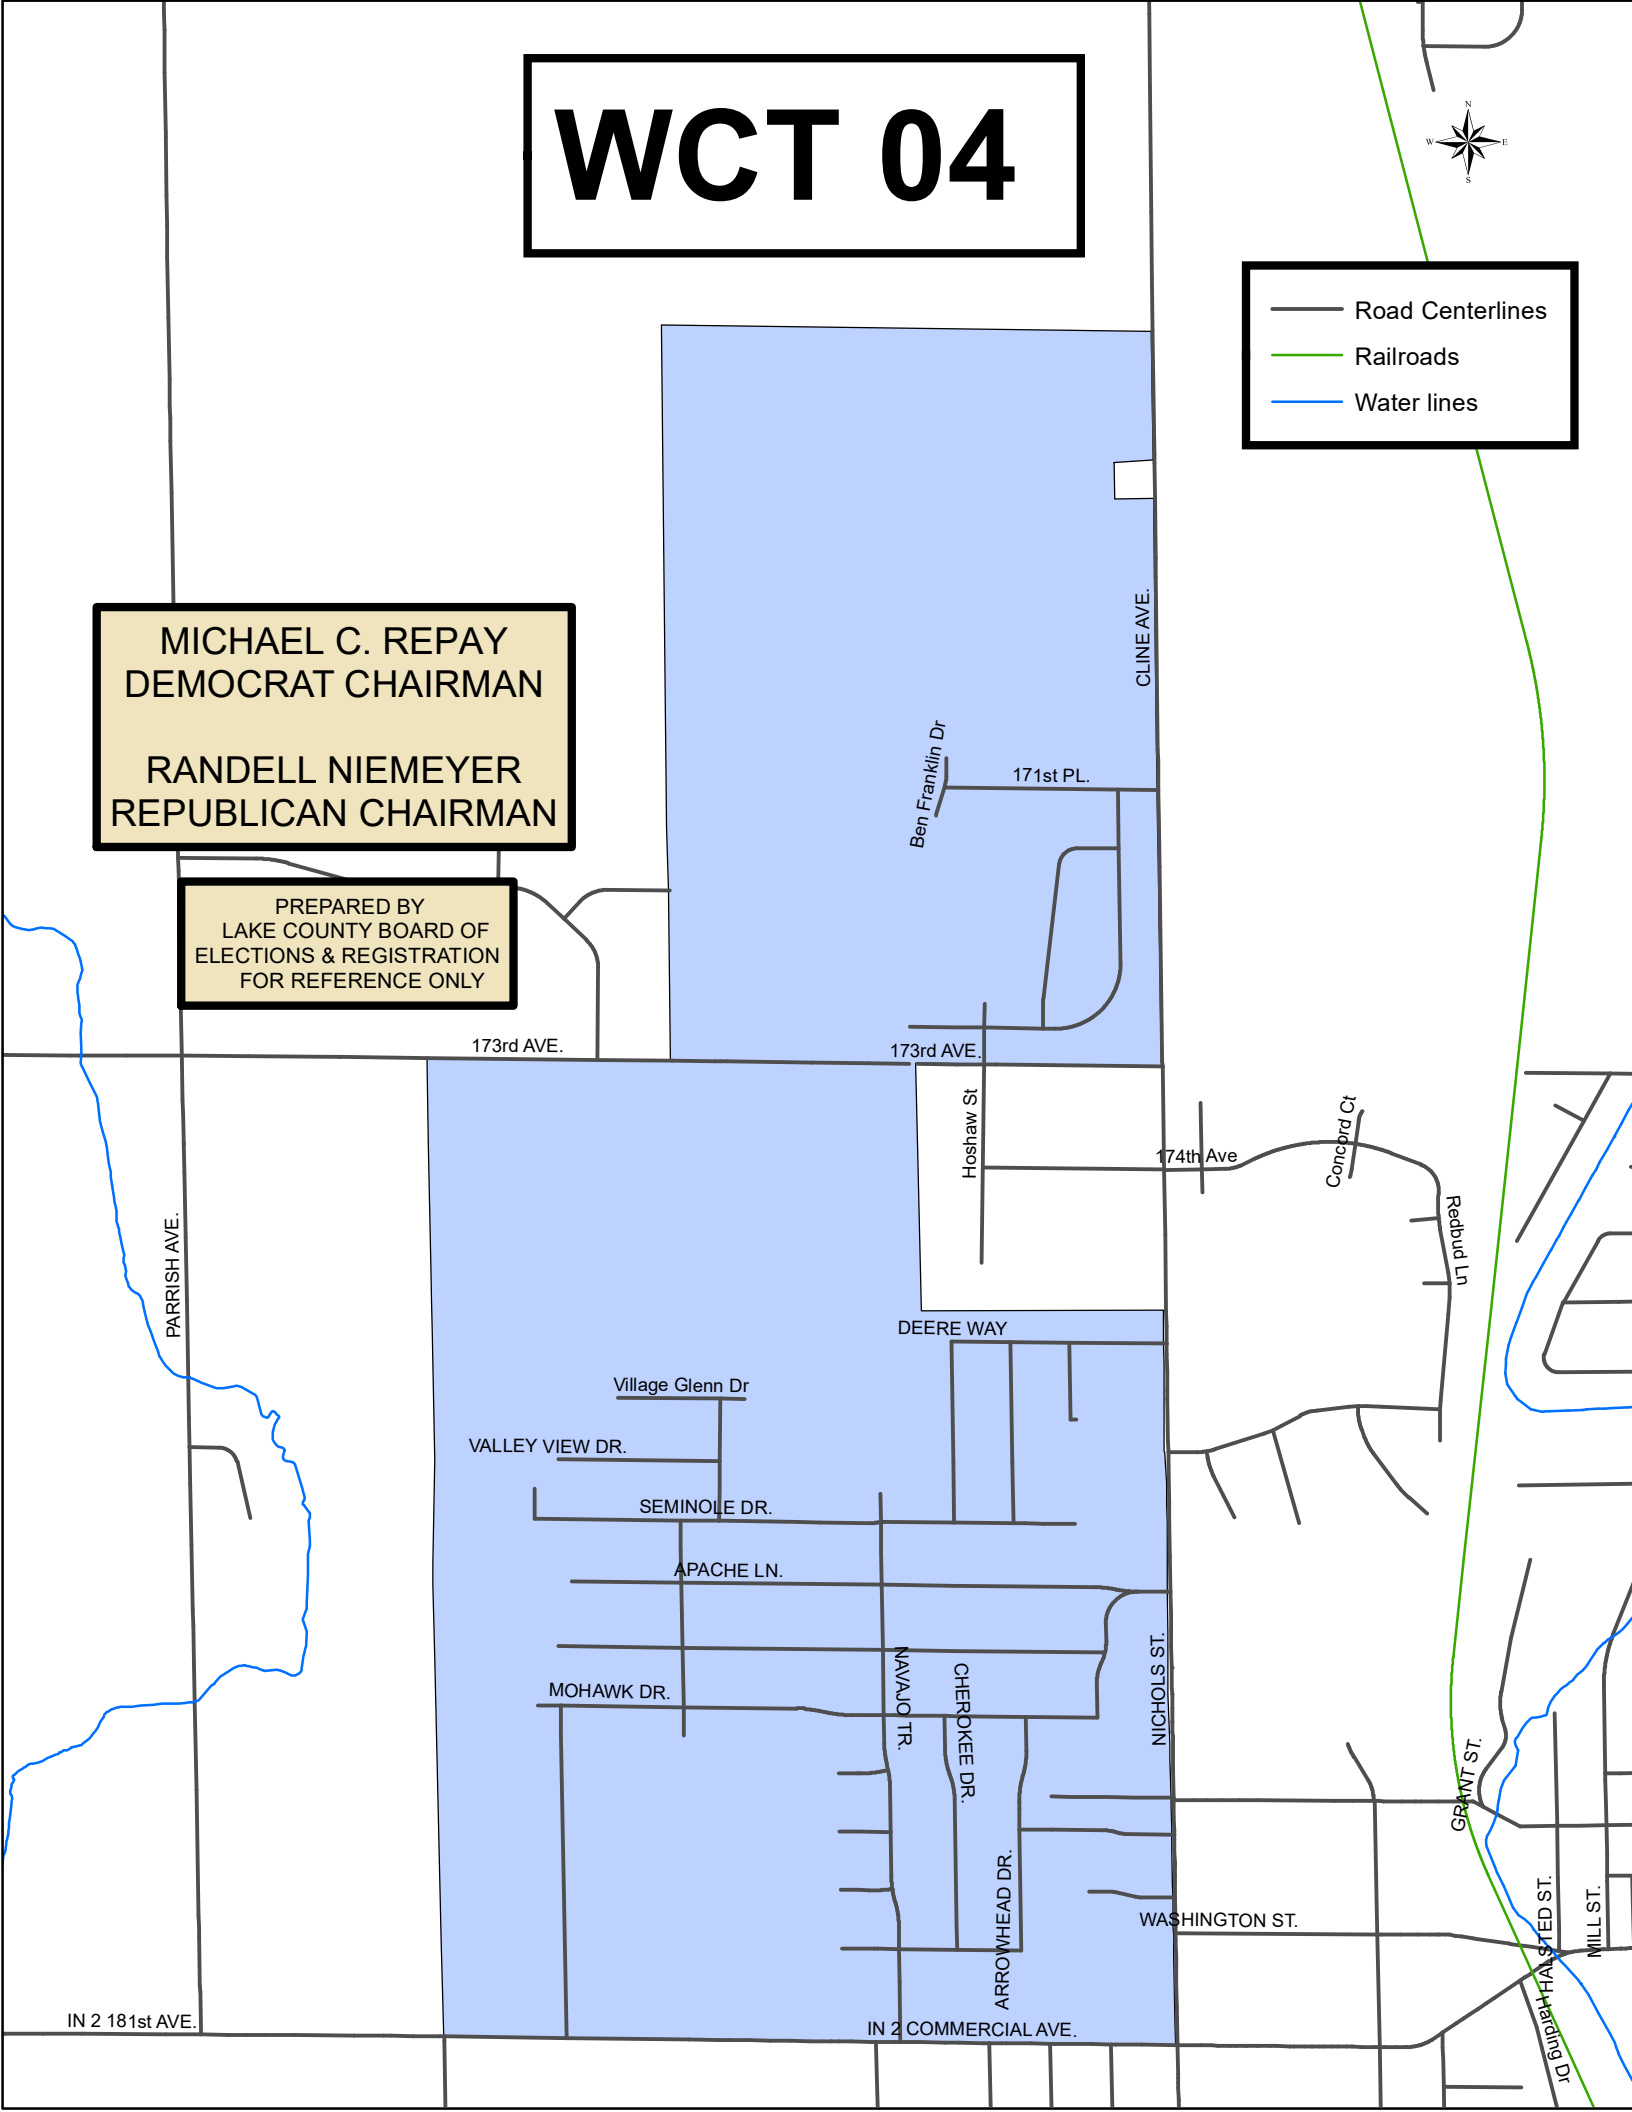 WCT 04
N
W
E
S
Road Centerlines
Railroads
Water lines
CLINE AVE.
MICHAEL C. REPAY
DEMOCRAT CHAIRMAN
RANDELL NIEMEYER
REPUBLICAN CHAIRMAN
Ben Franklin Dr
171st PL.
PREPARED BY
LAKE COUNTY BOARD OF
ELECTIONS & REGISTRATION
FOR REFERENCE ONLY
173rd AVE.
173rd AVE.
Hoshaw St
174th Ave
Concord Ct
Redbud Ln
PARRISH AVE.
DEERE WAY
Village Glenn Dr
VALLEY VIEW DR.
SEMINOLE DR.
APACHE LN.
NAVAJO TR.
CHEROKEE DR.
NICHOLS ST.
MOHAWK DR.
GRANT ST.
ARROWHEAD DR.
WASHINGTON ST.
HALSTED ST.
MILL ST.
Harding Dr
IN 2 181st AVE.
IN 2 COMMERCIAL AVE.